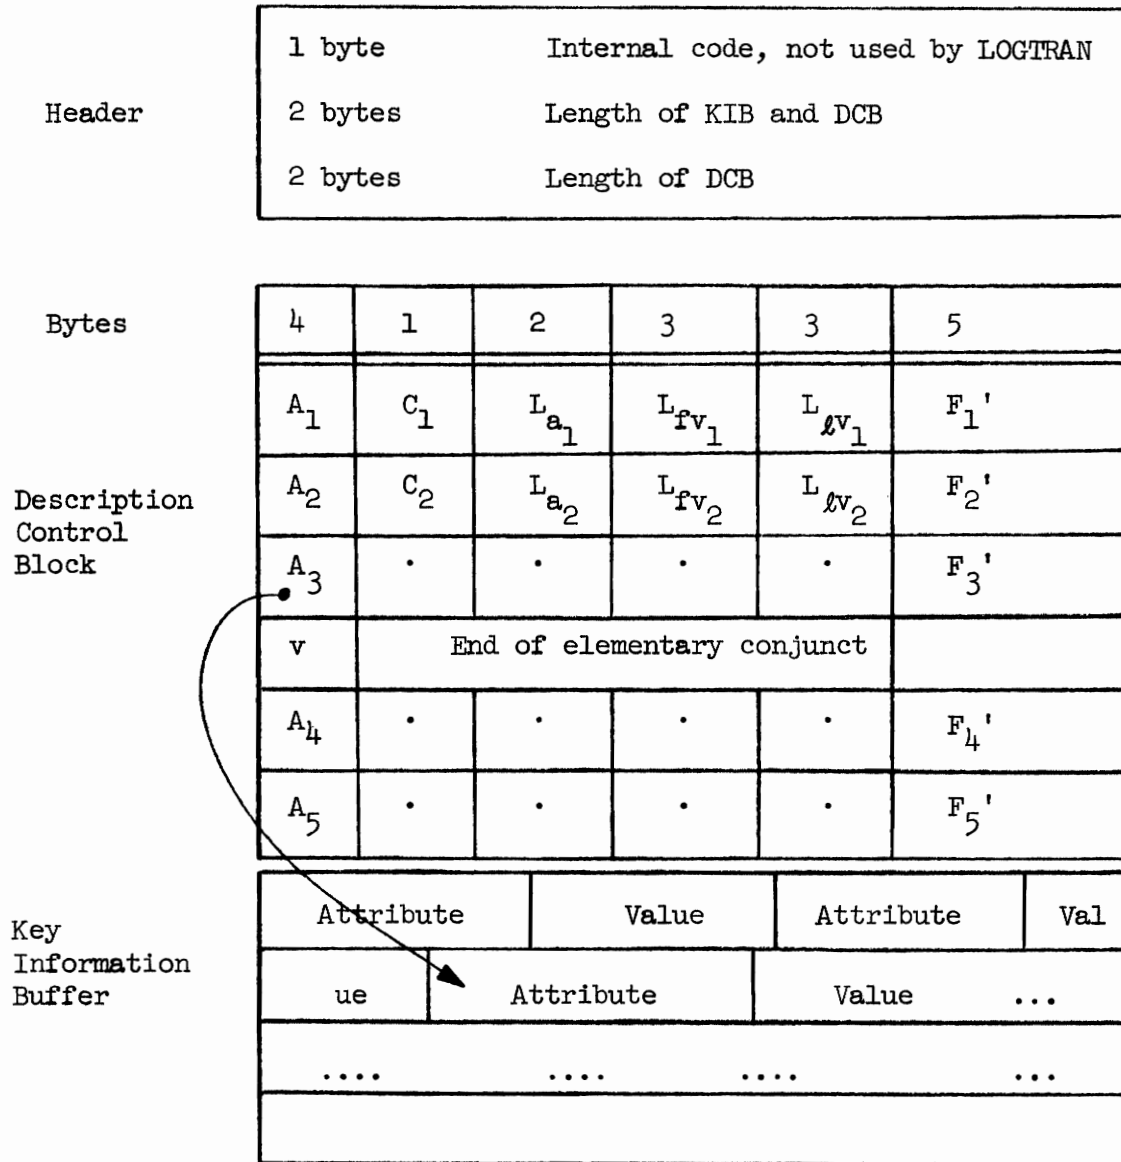 1 byte Internal code, not used by LOGTRAN
Header 2 bytes Length of KIB and DCB
2 bytes Length of DCB
Bytes 4 1 2 3 3 5
A1 C1 La1 Lfv1 Lℓv1 F1'
Description
Control
Block
A2 C2 La2 Lfv2 Lℓv2 F2'
A3 . . . . F3'
v End of elementary conjunct
A4 . . . . F4'
A5 . . . . F5'
Key
Information
Buffer
Attribute Value Attribute Val
ue Attribute Value ...
.... .... .... ...